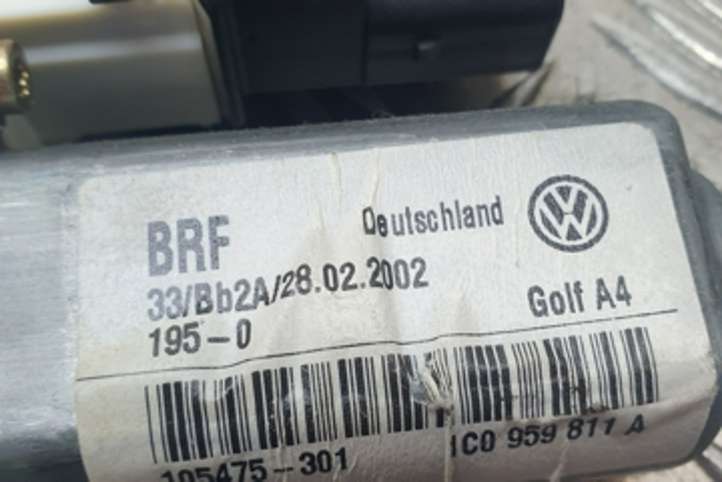 BRF Deutschland
33/Bb2A/28.02.2002
195-0 Golf A4
105475-301 1C0 959 811 A